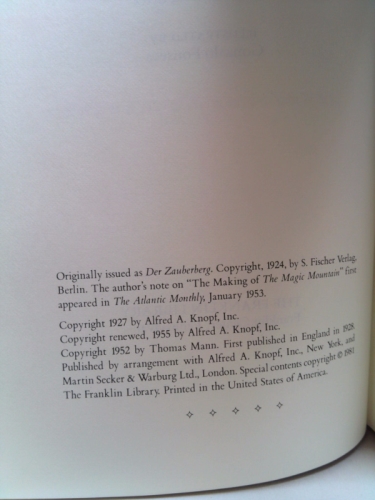 Originally issued as Der Zauberberg. Copyright, 1924, by S. Fischer Verlag,
Berlin. The author's note on "The Making of The Magic Mountain" first
appeared in The Atlantic Monthly, January 1953.
Copyright 1927 by Alfred A. Knopf, Inc.
Copyright renewed, 1955 by Alfred A. Knopf, Inc.
Copyright 1952 by Thomas Mann. First published in England in 1928.
Published by arrangement with Alfred A. Knopf, Inc., New York, and
Martin Secker & Warburg Ltd., London. Special contents copyright © 1981
The Franklin Library. Printed in the United States of America.